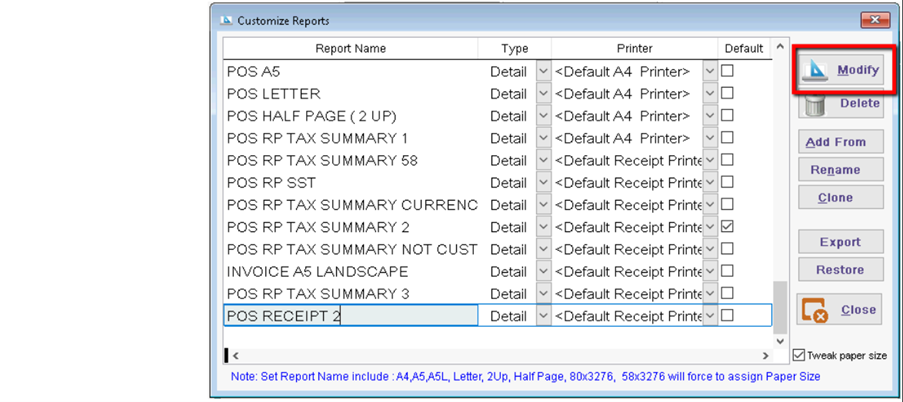 Customize Reports
Report Name Type Printer Default
POS A5 Detail <Default A4 Printer>
POS LETTER Detail <Default A4 Printer>
POS HALF PAGE ( 2 UP) Detail <Default A4 Printer>
POS RP TAX SUMMARY 1 Detail <Default A4 Printer>
POS RP TAX SUMMARY 58 Detail <Default Receipt Printe
POS RP SST Detail <Default Receipt Printe
POS RP TAX SUMMARY CURRENC Detail <Default Receipt Printe
POS RP TAX SUMMARY 2 Detail <Default Receipt Printe
POS RP TAX SUMMARY NOT CUST Detail <Default Receipt Printe
INVOICE A5 LANDSCAPE Detail <Default Receipt Printe
POS RP TAX SUMMARY 3 Detail <Default Receipt Printe
POS RECEIPT 2 Detail <Default Receipt Printe
Modify
Delete
Add From
Rename
Clone
Export
Restore
Close
Tweak paper size
Note: Set Report Name include : A4,A5,A5L, Letter, 2Up, Half Page, 80x3276, 58x3276 will force to assign Paper Size